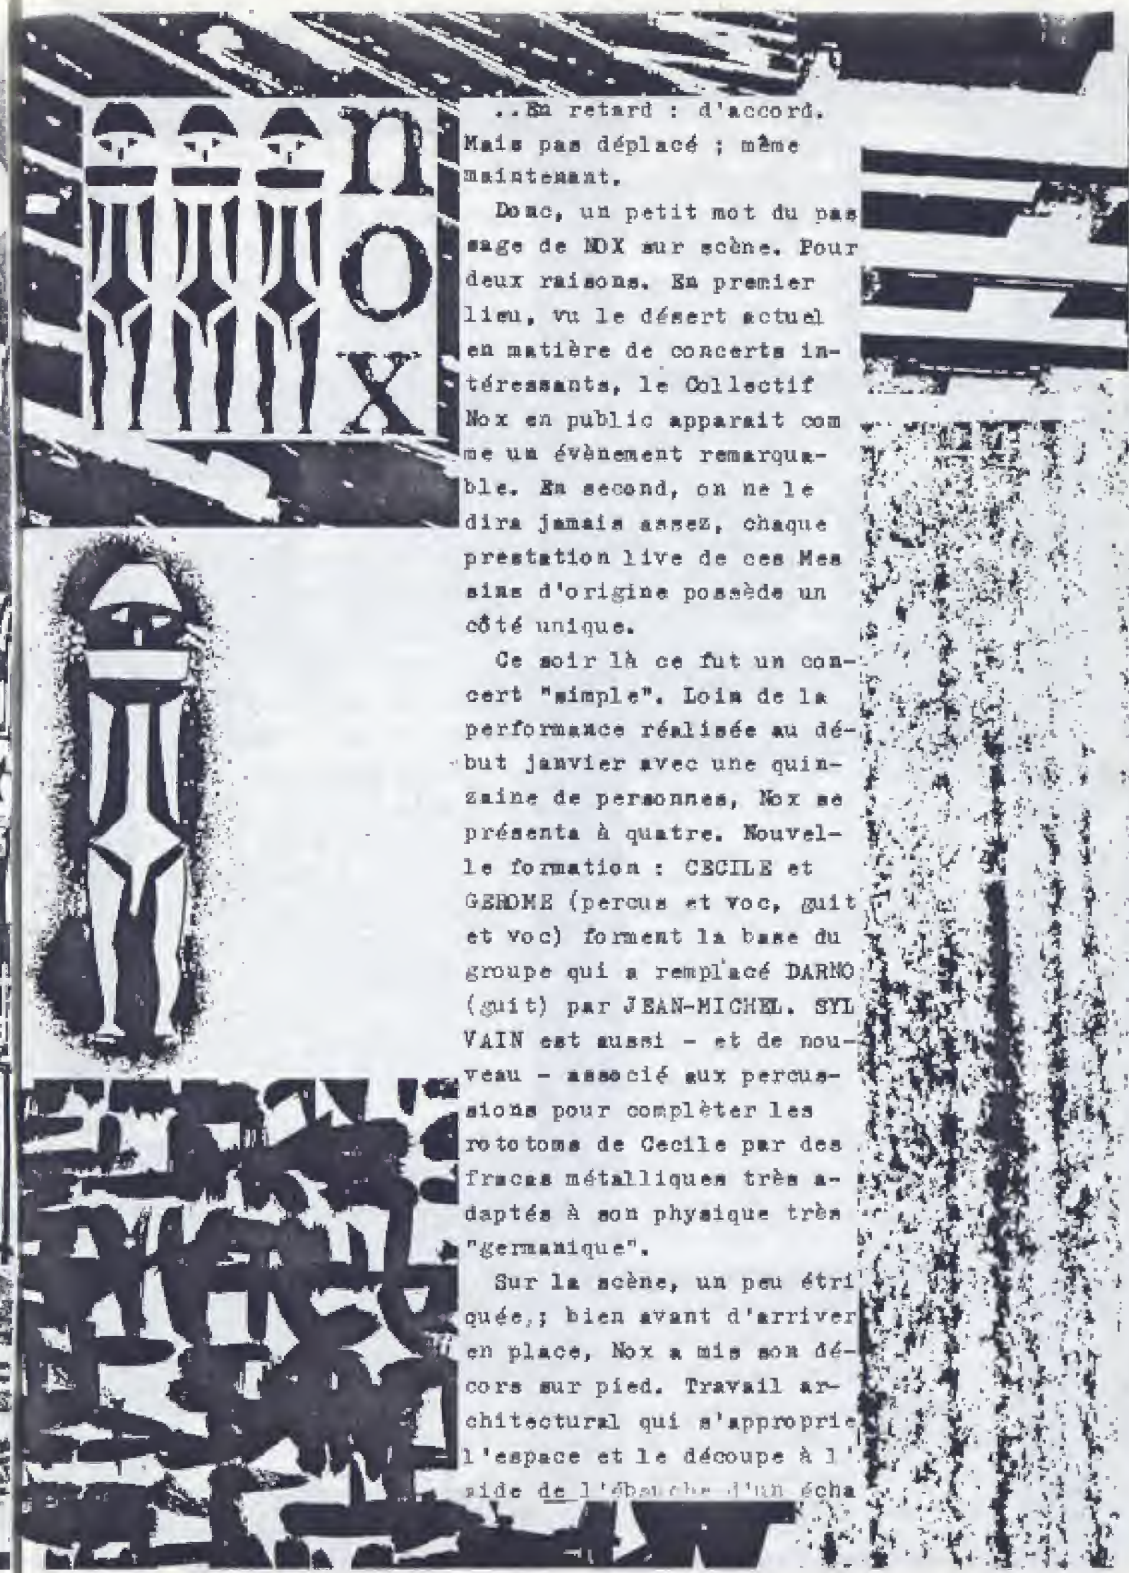 n
o
x
..En retard : d'accord.
Mais pas déplacé ; même
maintenant.
Donc, un petit mot du pas
sage de NOX sur scène. Pour
deux raisons. En premier
lieu, vu le désert actuel
en matière de concerts in-
téressants, le Collectif
Nox en public apparait com
me un évènement remarqua-
ble. En second, on ne le
dira jamais assez, chaque
prestation live de ces Mes
sins d'origine possède un
côté unique.
Ce soir là ce fut un con-
cert "simple". Loin de la
performance réalisée au dé-
but janvier avec une quin-
zaine de personnes, Nox se
présenta à quatre. Nouvel-
le formation : CECILE et
GEROME (percus et voc, guit
et voc) forment la base du
groupe qui a remplacé DARNO
(guit) par JEAN-MICHEL. SYL
VAIN est aussi - et de nou-
veau - associé aux percus-
sions pour complèter les
rototoms de Cecile par des
fracas métalliques très a-
daptés à son physique très
"germanique".
Sur la scène, un peu étri
quée,; bien avant d'arriver
en place, Nox a mis son dé-
cors sur pied. Travail ar-
chitectural qui s'approprie
l'espace et le découpe à l'
aide de l'ébauche d'un écha